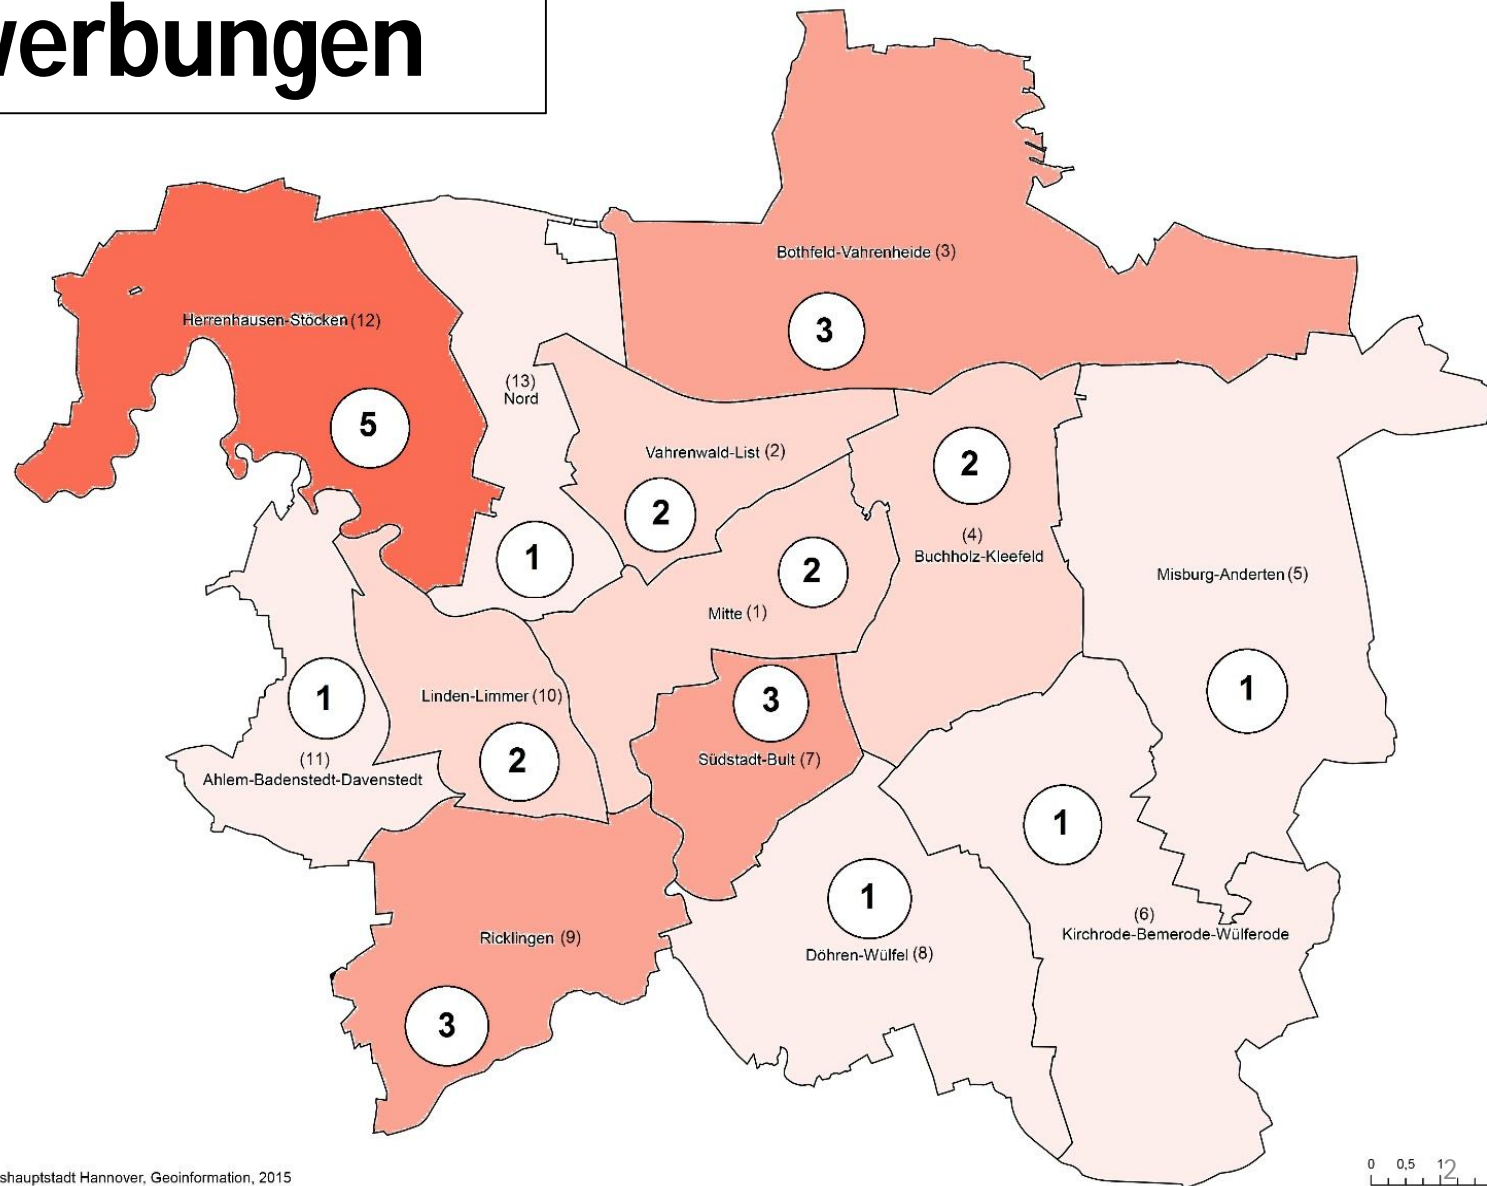 werbungen
Bothfeld-Vahrenheide (3)
3
Herrenhausen-Stöcken (12)
5
(13)
Nord
1
Vahrenwald-List (2)
2
2
(4)
Buchholz-Kleefeld
2
Mitte (1)
Misburg-Anderten (5)
1
1
(11)
Ahlem-Badenstedt-Davenstedt
Linden-Limmer (10)
2
3
Südstadt-Bult (7)
1
(6)
Kirchrode-Bemerode-Wülferode
1
Döhren-Wülfel (8)
Ricklingen (9)
3
shauptstadt Hannover, Geoinformation, 2015
0 0,5 1
12